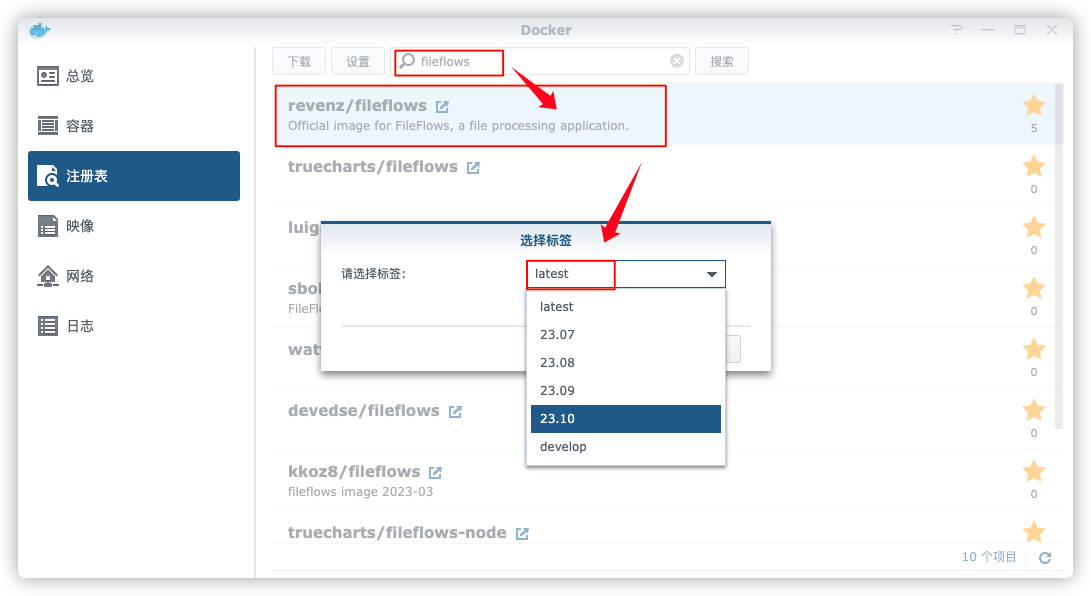 Docker
总览
容器
注册表
映像
网络
日志
下载
设置
fileflows
搜索
revenz/fileflows
Official image for FileFlows, a file processing application.
5
truecharts/fileflows
0
luig
0
选择标签
请选择标签:
latest
latest
23.07
23.08
23.09
23.10
develop
sbol
FileFl
0
wat
0
devedse/fileflows
0
kkoz8/fileflows
fileflows image 2023-03
0
truecharts/fileflows-node
10 个项目